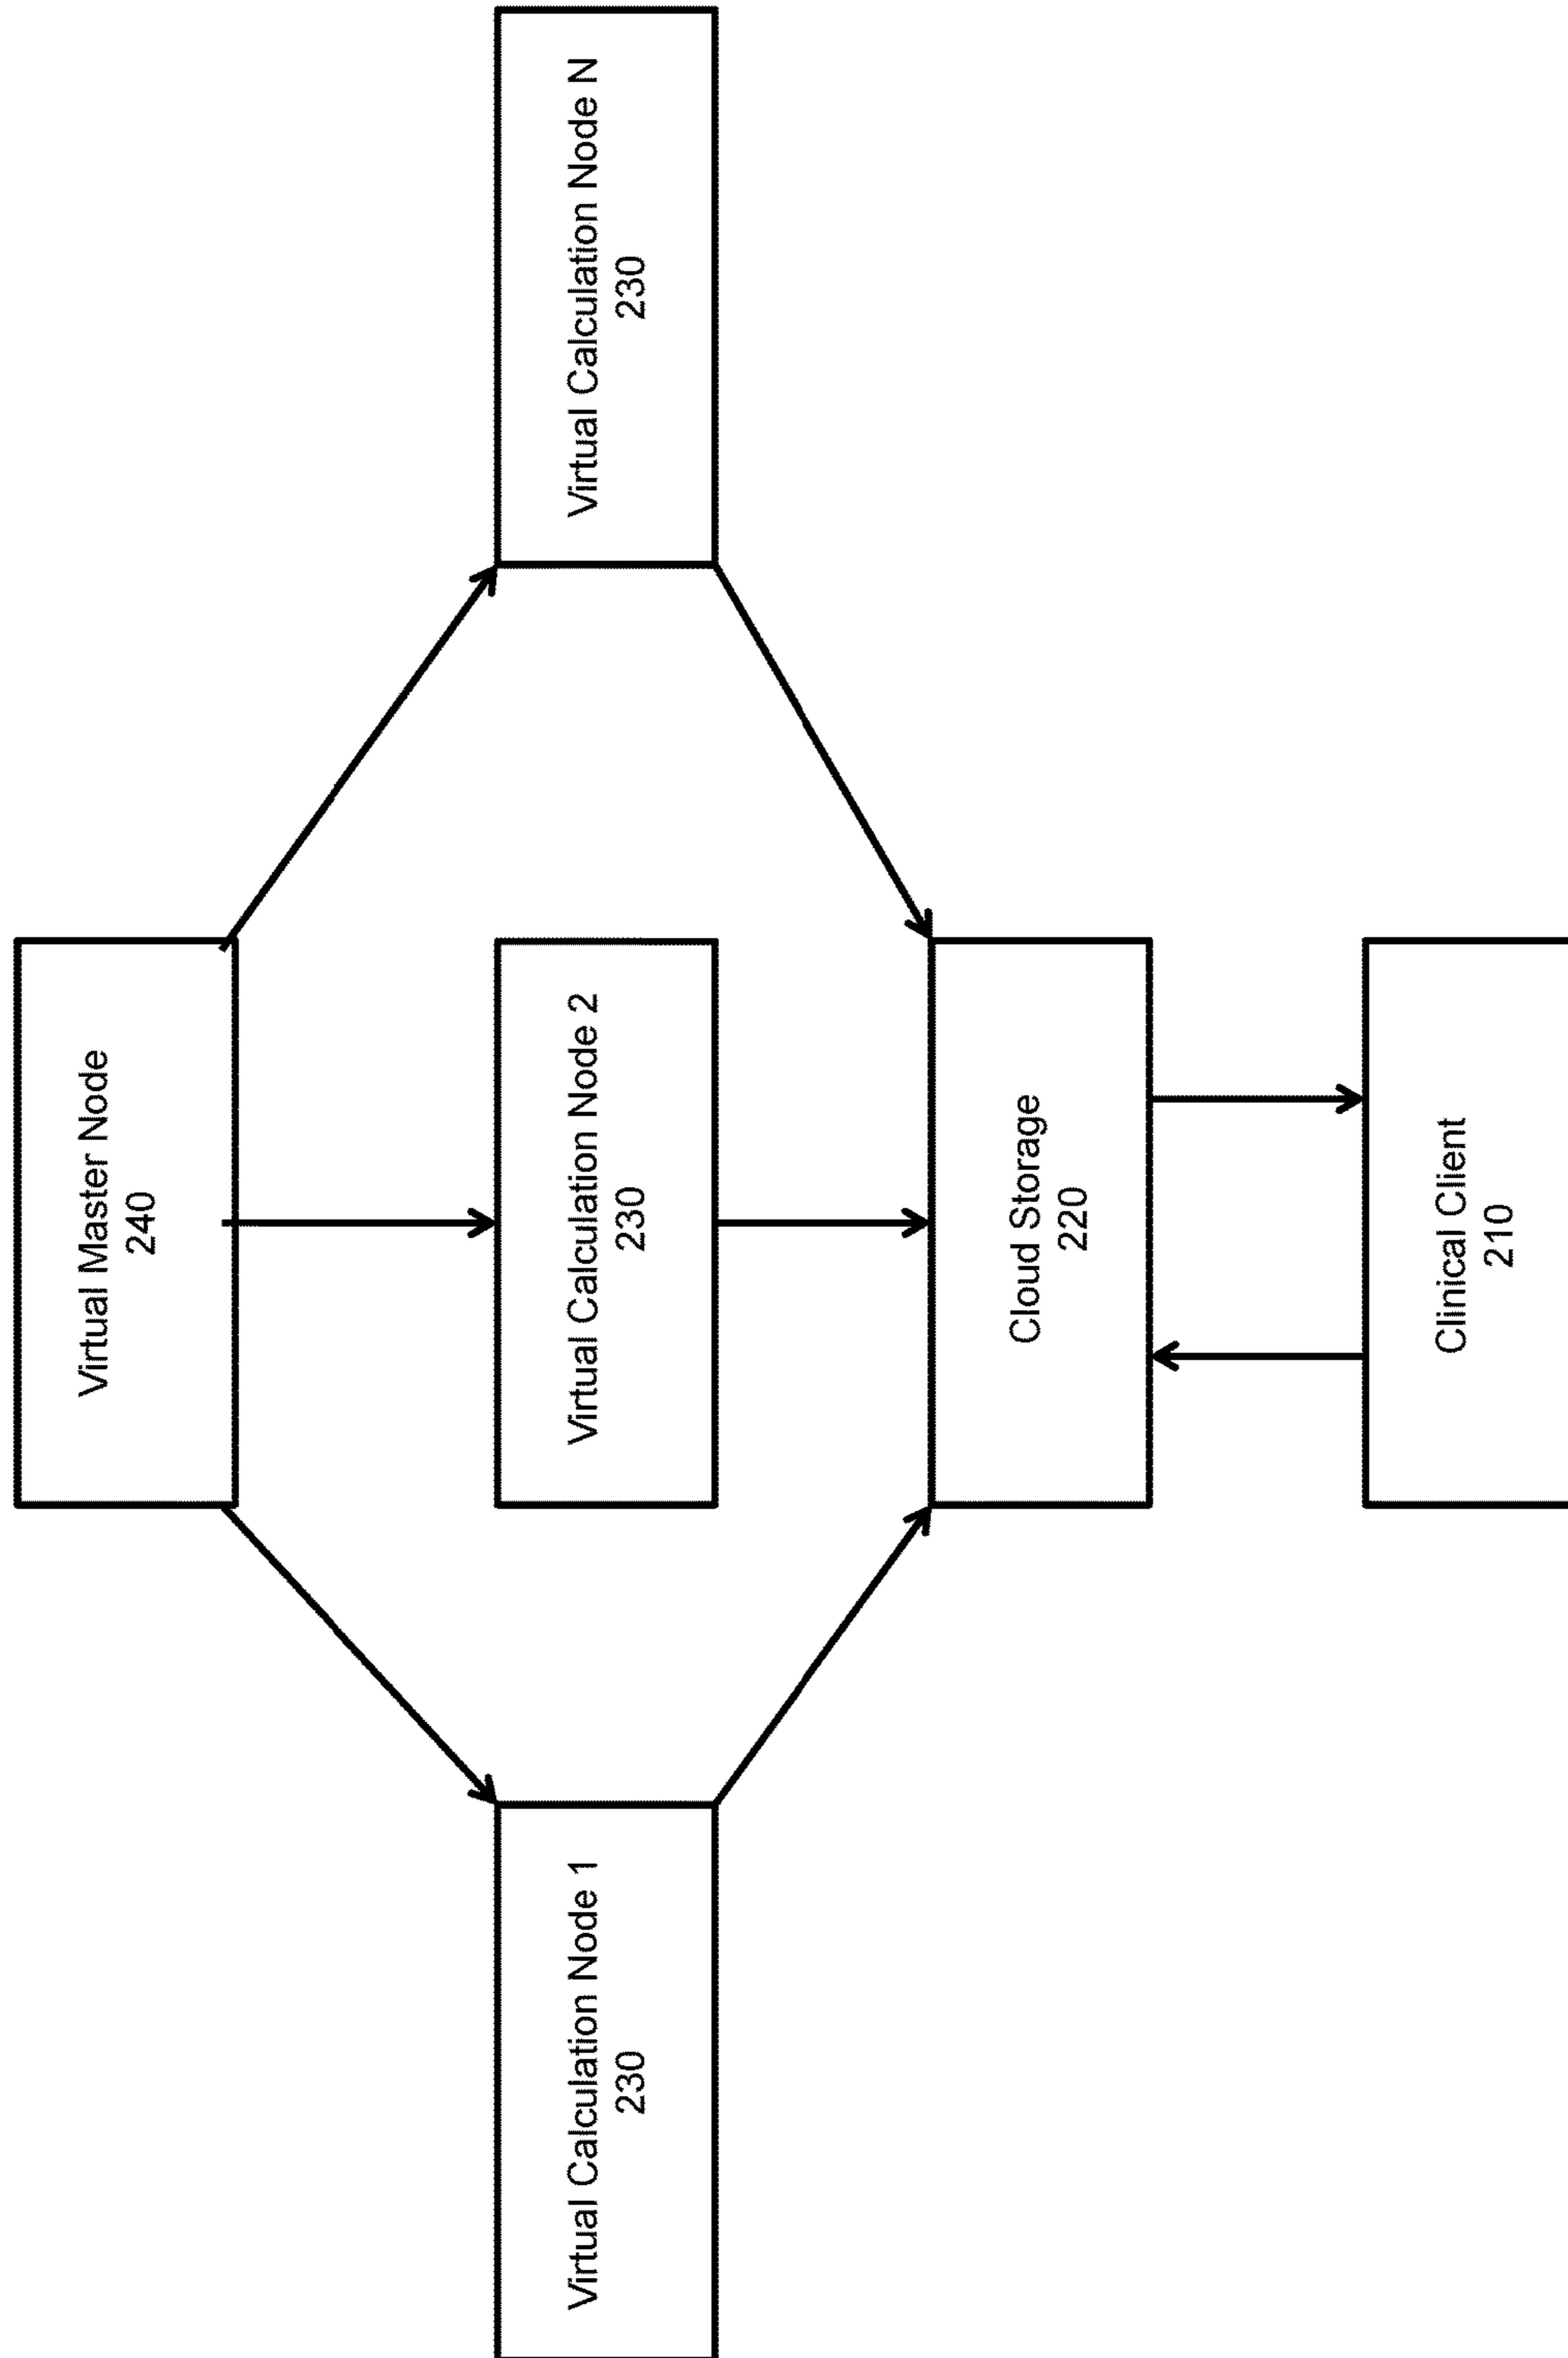 Virtual Master Node
240
Virtual Calculation Node 1
230
Virtual Calculation Node 2
230
Virtual Calculation Node N
230
Cloud Storage
220
Clinical Client
210